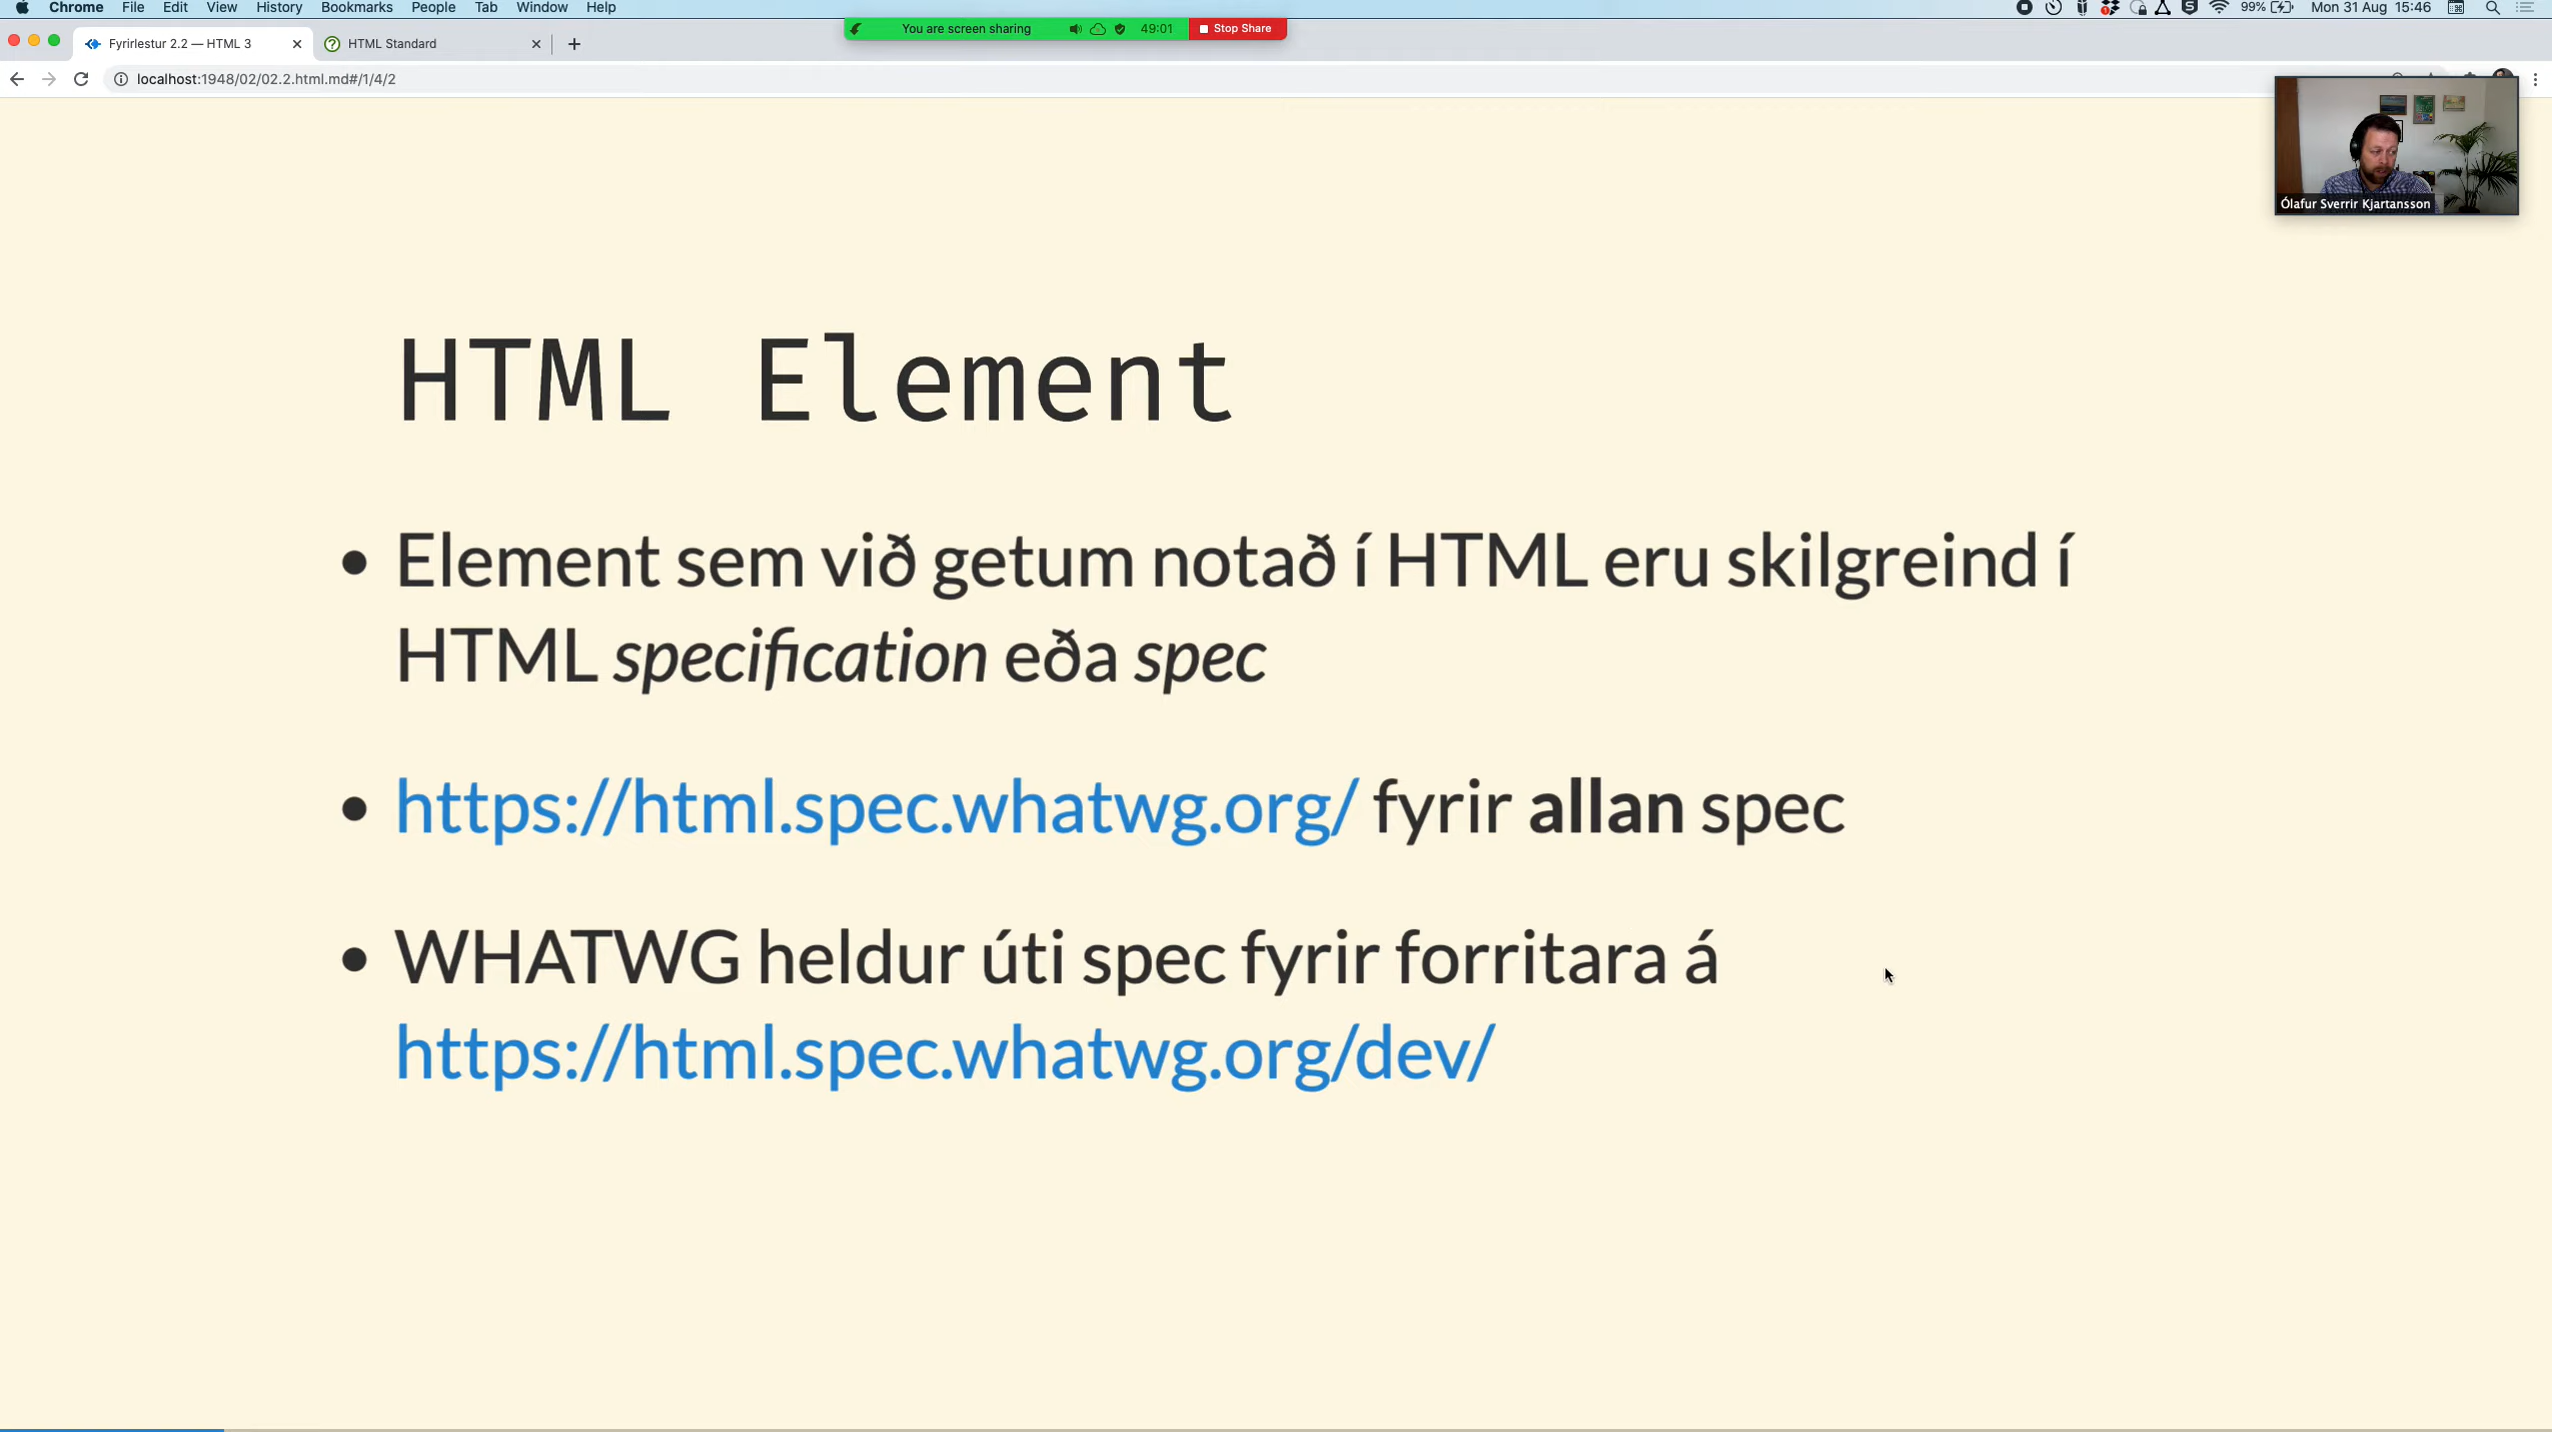 Chrome File Edit View History Bookmarks People Tab Window Help
99% Mon 31 Aug 15:46
You are screen sharing 49:01 Stop Share
Fyrirlestur 2.2 — HTML 3
HTML Standard
localhost:1948/02/02.2.html.md#/1/4/2
Ólafur Sverrir Kjartansson
HTML Element
• Element sem við getum notað í HTML eru skilgreind í
HTML specification eða spec
• https://html.spec.whatwg.org/ fyrir allan spec
• WHATWG heldur úti spec fyrir forritara á
https://html.spec.whatwg.org/dev/